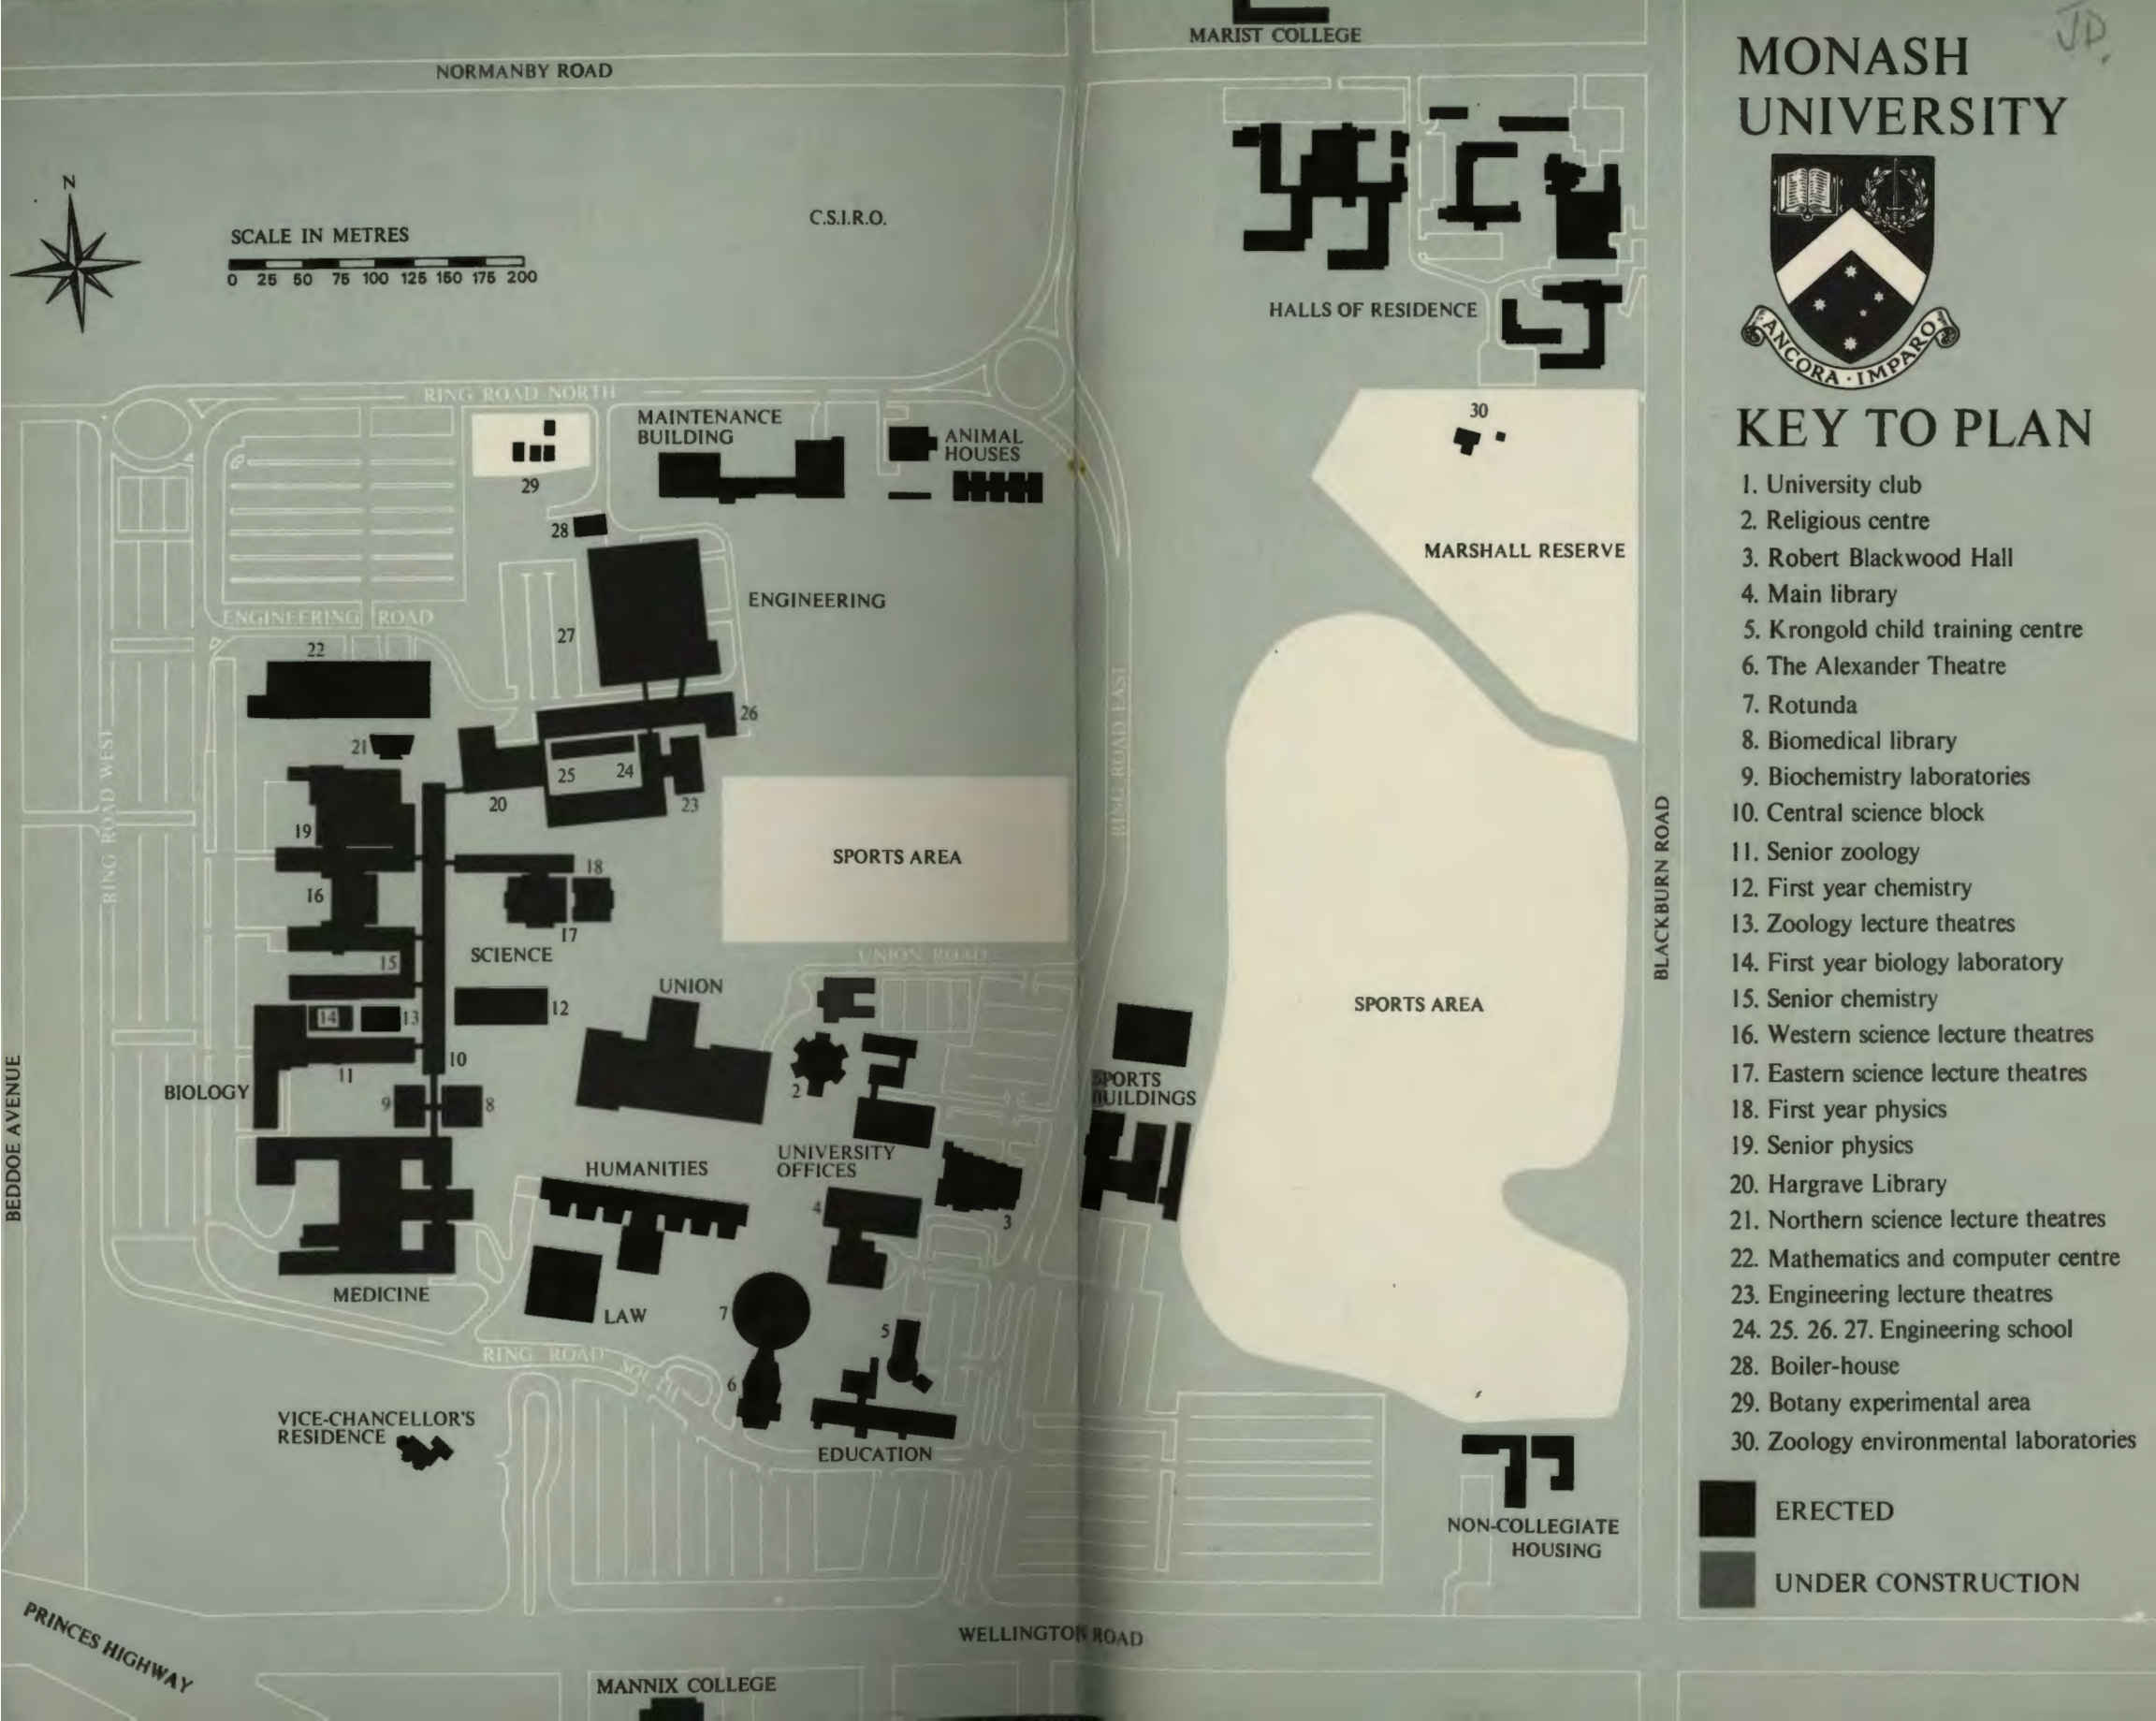 MARIST COLLEGE
NORMANBY ROAD
N
SCALE IN METRES
0 25 50 75 100 125 150 175 200
C.S.I.R.O.
HALLS OF RESIDENCE
RING ROAD NORTH
MAINTENANCE
BUILDING
ANIMAL
HOUSES
29
28
30
MARSHALL RESERVE
ENGINEERING
27
ENGINEERING ROAD
22
26
21
25
24
20
23
19
RING ROAD WEST
RING ROAD EAST
SPORTS AREA
18
16
17
SCIENCE
15
UNION ROAD
UNION
14
13
12
10
11
BIOLOGY
9
8
2
SPORTS
BUILDINGS
SPORTS AREA
BLACKBURN ROAD
BEDDOE AVENUE
UNIVERSITY
OFFICES
HUMANITIES
4
3
MEDICINE
LAW
7
5
RING ROAD SOUTH
6
VICE-CHANCELLOR'S
RESIDENCE
EDUCATION
NON-COLLEGIATE
HOUSING
PRINCES HIGHWAY
WELLINGTON ROAD
MANNIX COLLEGE
JD.
MONASH
UNIVERSITY
ANCORA · IMPARO
KEY TO PLAN
1. University club
2. Religious centre
3. Robert Blackwood Hall
4. Main library
5. Krongold child training centre
6. The Alexander Theatre
7. Rotunda
8. Biomedical library
9. Biochemistry laboratories
10. Central science block
11. Senior zoology
12. First year chemistry
13. Zoology lecture theatres
14. First year biology laboratory
15. Senior chemistry
16. Western science lecture theatres
17. Eastern science lecture theatres
18. First year physics
19. Senior physics
20. Hargrave Library
21. Northern science lecture theatres
22. Mathematics and computer centre
23. Engineering lecture theatres
24. 25. 26. 27. Engineering school
28. Boiler-house
29. Botany experimental area
30. Zoology environmental laboratories
ERECTED
UNDER CONSTRUCTION